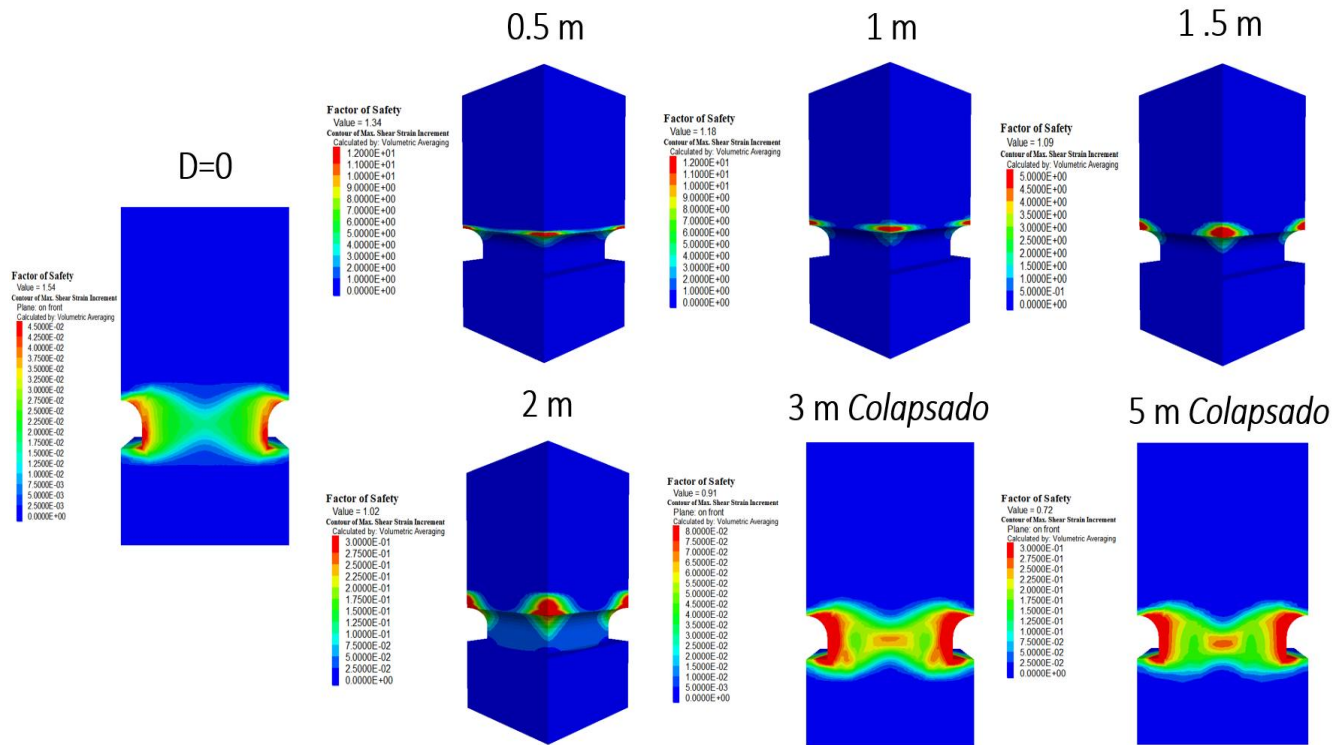 0.5 m
1 m
1 .5 m
Factor of Safety
Value = 1.34
Contour of Max. Shear Strain Increment
Calculated by: Volumetric Averaging
1.2000E+01
1.1000E+01
1.0000E+01
9.0000E+00
8.0000E+00
7.0000E+00
6.0000E+00
5.0000E+00
4.0000E+00
3.0000E+00
2.0000E+00
1.0000E+00
0.0000E+00
Factor of Safety
Value = 1.18
Contour of Max. Shear Strain Increment
Calculated by: Volumetric Averaging
1.2000E+01
1.1000E+01
1.0000E+01
9.0000E+00
8.0000E+00
7.0000E+00
6.0000E+00
5.0000E+00
4.0000E+00
3.0000E+00
2.0000E+00
1.0000E+00
0.0000E+00
Factor of Safety
Value = 1.09
Contour of Max. Shear Strain Increment
Calculated by: Volumetric Averaging
5.0000E+00
4.5000E+00
4.0000E+00
3.5000E+00
3.0000E+00
2.5000E+00
2.0000E+00
1.5000E+00
1.0000E+00
5.0000E-01
0.0000E+00
D=0
Factor of Safety
Value = 1.54
Contour of Max. Shear Strain Increment
Plane: on front
Calculated by: Volumetric Averaging
4.5000E-02
4.2500E-02
4.0000E-02
3.7500E-02
3.5000E-02
3.2500E-02
3.0000E-02
2.7500E-02
2.5000E-02
2.2500E-02
2.0000E-02
1.7500E-02
1.5000E-02
1.2500E-02
1.0000E-02
7.5000E-03
5.0000E-03
2.5000E-03
0.0000E+00
2 m
3 m Colapsado
5 m Colapsado
Factor of Safety
Value = 1.02
Contour of Max. Shear Strain Increment
Calculated by: Volumetric Averaging
3.0000E-01
2.7500E-01
2.5000E-01
2.2500E-01
2.0000E-01
1.7500E-01
1.5000E-01
1.2500E-01
1.0000E-01
7.5000E-02
5.0000E-02
2.5000E-02
0.0000E+00
Factor of Safety
Value = 0.91
Contour of Max. Shear Strain Increment
Plane: on front
Calculated by: Volumetric Averaging
8.0000E-02
7.5000E-02
7.0000E-02
6.5000E-02
6.0000E-02
5.5000E-02
5.0000E-02
4.5000E-02
4.0000E-02
3.5000E-02
3.0000E-02
2.5000E-02
2.0000E-02
1.5000E-02
1.0000E-02
5.0000E-03
0.0000E+00
Factor of Safety
Value = 0.72
Contour of Max. Shear Strain Increment
Plane: on front
Calculated by: Volumetric Averaging
3.0000E-01
2.7500E-01
2.5000E-01
2.2500E-01
2.0000E-01
1.7500E-01
1.5000E-01
1.2500E-01
1.0000E-01
7.5000E-02
5.0000E-02
2.5000E-02
0.0000E+00